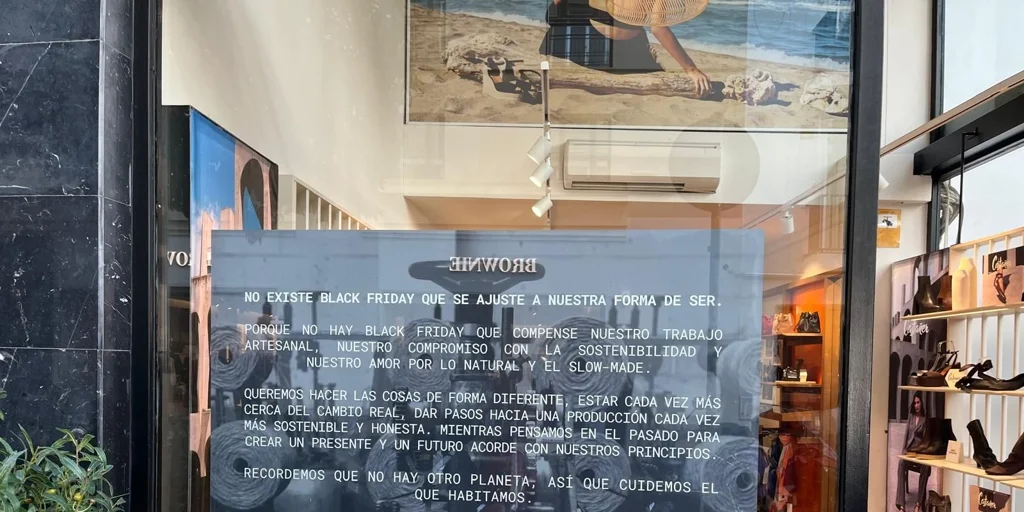 BROWNIE
NO EXISTE BLACK FRIDAY QUE SE AJUSTE A NUESTRA FORMA DE SER.
PORQUE NO HAY BLACK FRIDAY QUE COMPENSE NUESTRO TRABAJO
ARTESANAL, NUESTRO COMPROMISO CON LA SOSTENIBILIDAD Y
NUESTRO AMOR POR LO NATURAL Y EL SLOW-MADE.
QUEREMOS HACER LAS COSAS DE FORMA DIFERENTE, ESTAR CADA VEZ MÁS
CERCA DEL CAMBIO REAL, DAR PASOS HACIA UNA PRODUCCIÓN CADA VEZ
MÁS SOSTENIBLE Y HONESTA. MIENTRAS PENSAMOS EN EL PASADO PARA
CREAR UN PRESENTE Y UN FUTURO ACORDE CON NUESTROS PRINCIPIOS.
RECORDEMOS QUE NO HAY OTRO PLANETA, ASÍ QUE CUIDEMOS EL
QUE HABITAMOS.